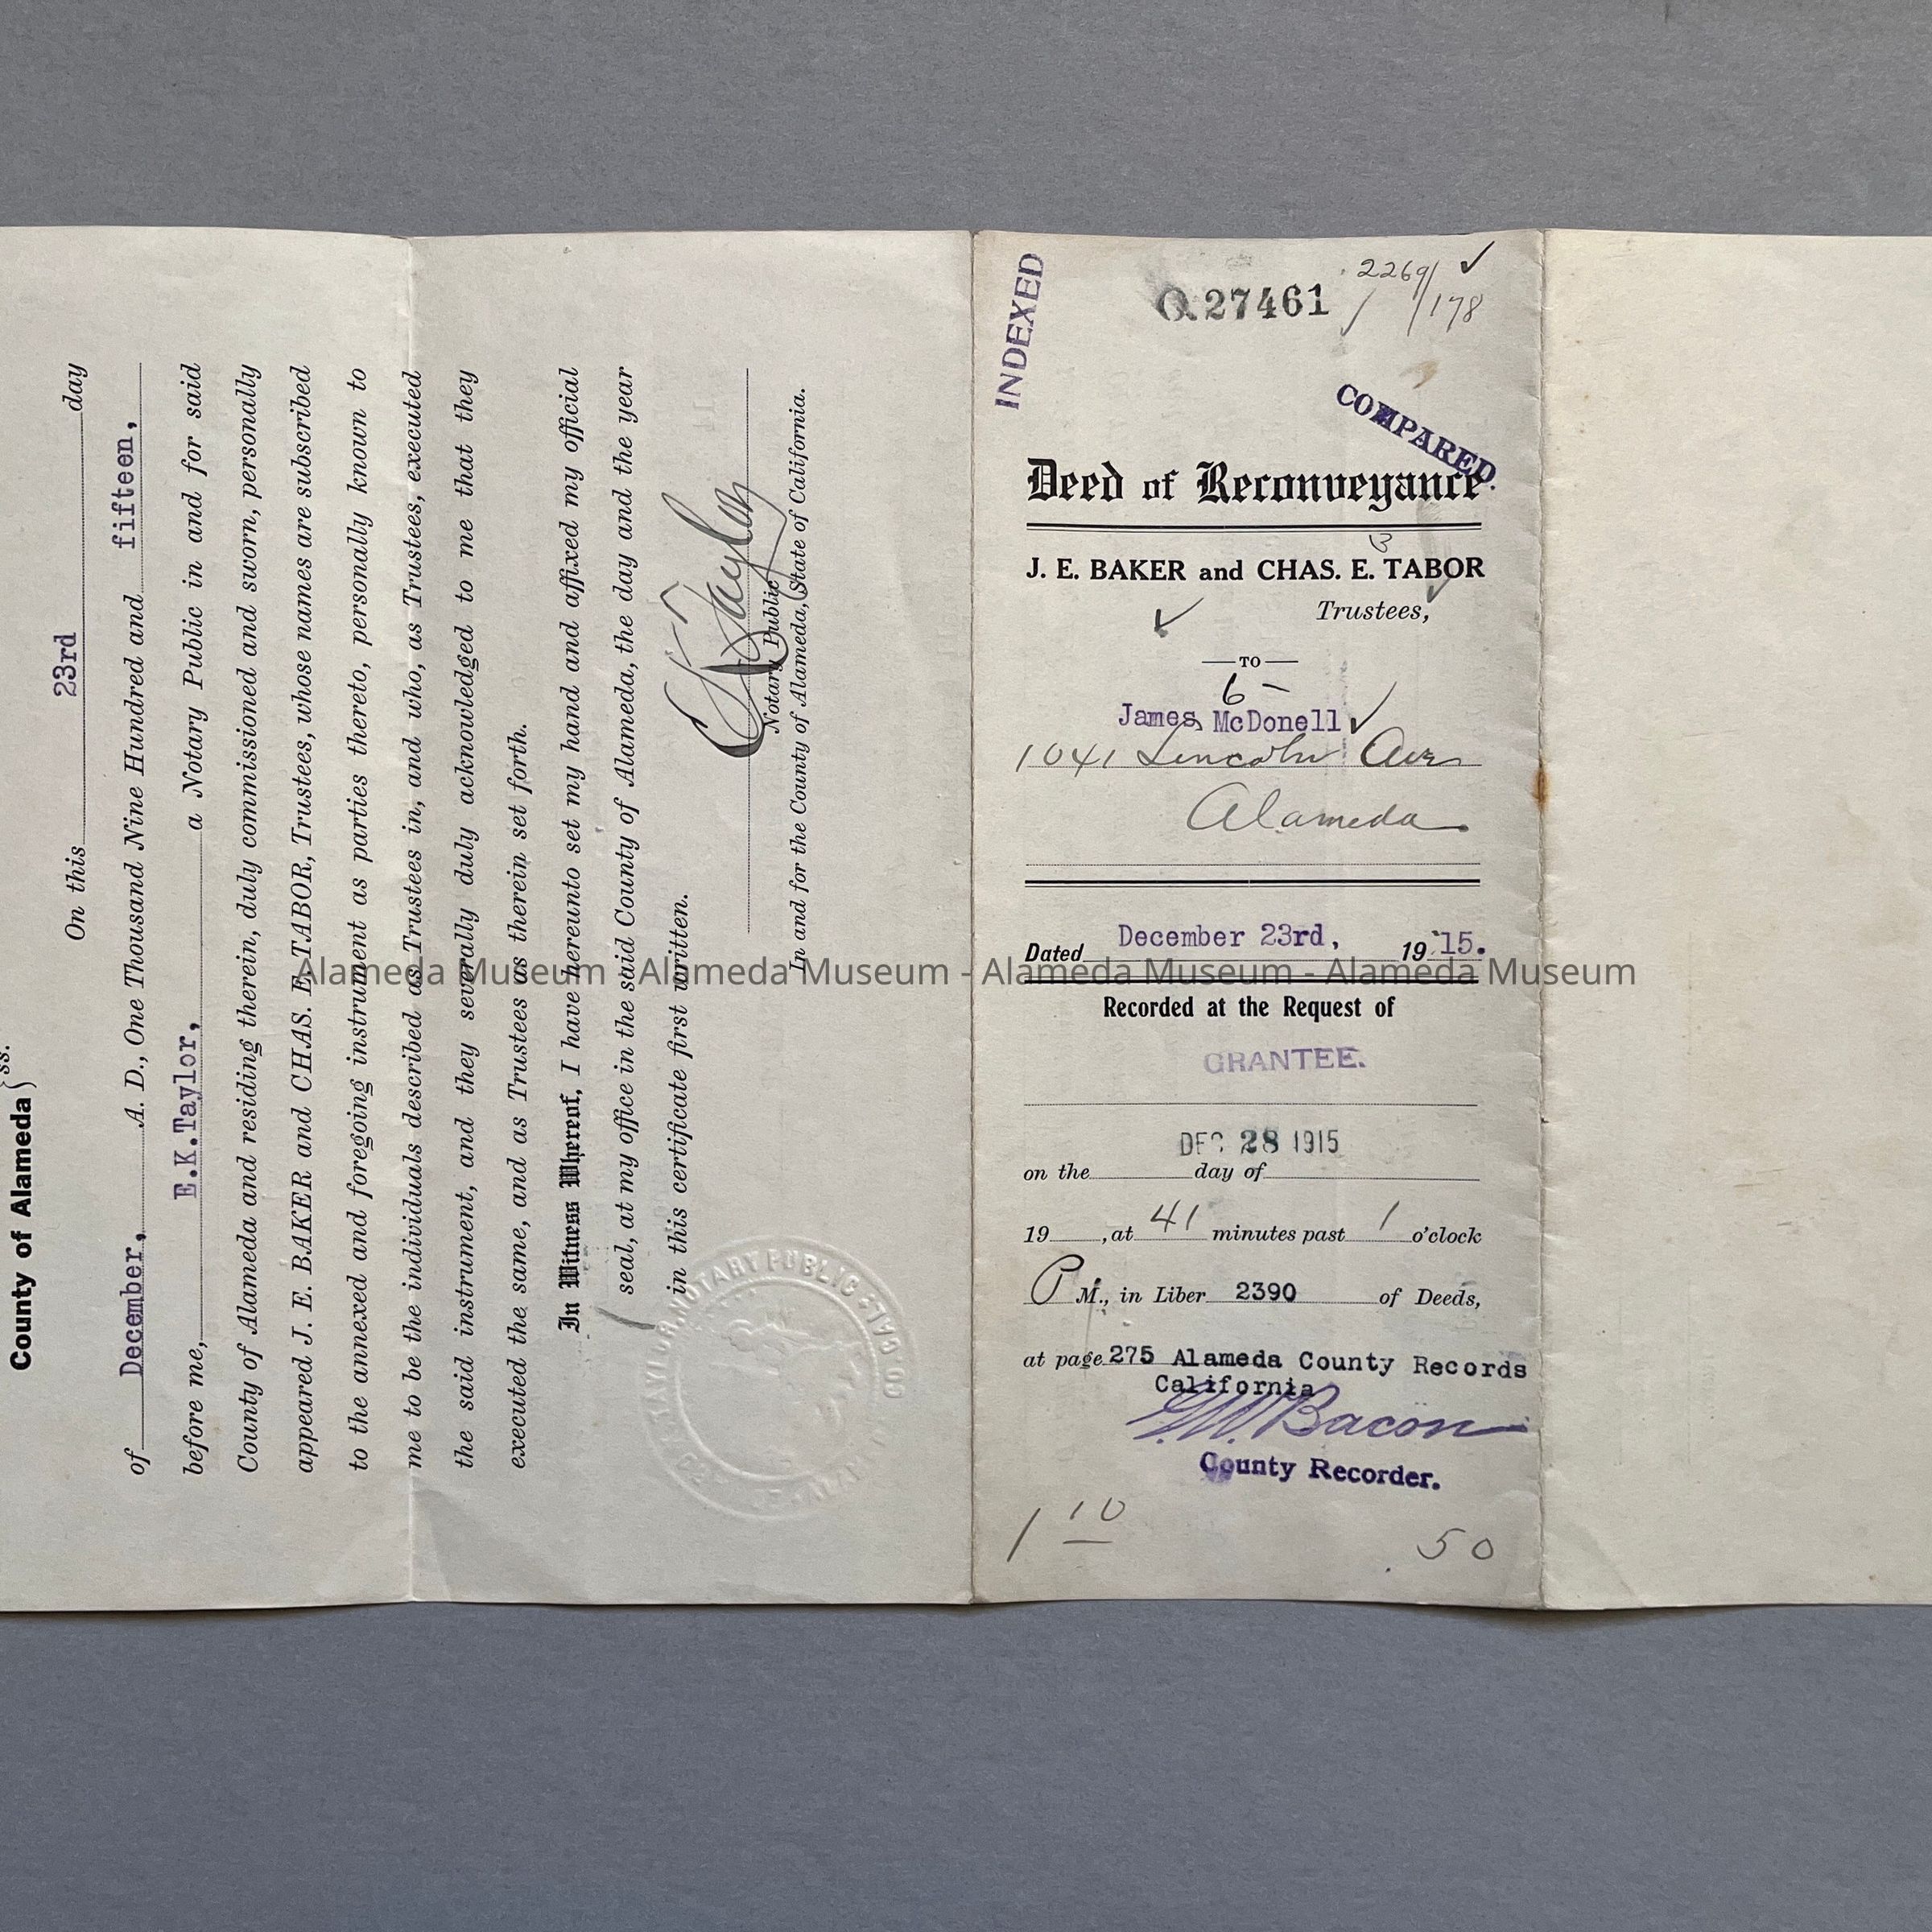 County of Alameda } ss.
On this 23rd day
of December, A. D., One Thousand Nine Hundred and fifteen,
before me, E.K.Taylor, a Notary Public in and for said
County of Alameda and residing therein, duly commissioned and sworn, personally
appeared J. E. BAKER and CHAS. E. TABOR, Trustees, whose names are subscribed
to the annexed and foregoing instrument as parties thereto, personally known to
me to be the individuals described as Trustees in, and who, as Trustees, executed
the said instrument, and they severally duly acknowledged to me that they
executed the same, and as Trustees as therein set forth.
In Witness Whereof, I have hereunto set my hand and affixed my official
seal, at my office in the said County of Alameda, the day and the year
in this certificate first written.
EK Taylor
Notary Public
In and for the County of Alameda, State of California.
TAYLOR, NOTARY PUBLIC
INDEXED
Q 27461
2269/178
COMPARED.
Deed of Reconveyance
J. E. BAKER and CHAS. E. TABOR
Trustees,
TO
6 -
James McDonell
1041 Lincoln Ave
Alameda
Dated December 23rd, 1915.
Recorded at the Request of
GRANTEE.
DEC 28 1915
on the day of
19 , at 41 minutes past 1 o'clock
P M., in Liber 2390 of Deeds,
at page 275 Alameda County Records
California
G.W. Bacon
County Recorder.
1 10
50
Alameda Museum - Alameda Museum - Alameda Museum - Alameda Museum